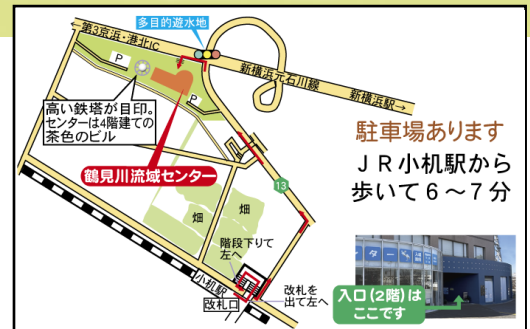 多目的遊水地
←第3京浜・港北IC
新横浜元石川線
新横浜駅→
P
P
高い鉄塔が目印。
センターは4階建ての
茶色のビル
鶴見川流域センター
13
駐車場あります
JR小机駅から
歩いて6～7分
畑
畑
階段下りて
左へ
小机駅
改札口
改札を
出て左へ
入口(2階)は
ここです